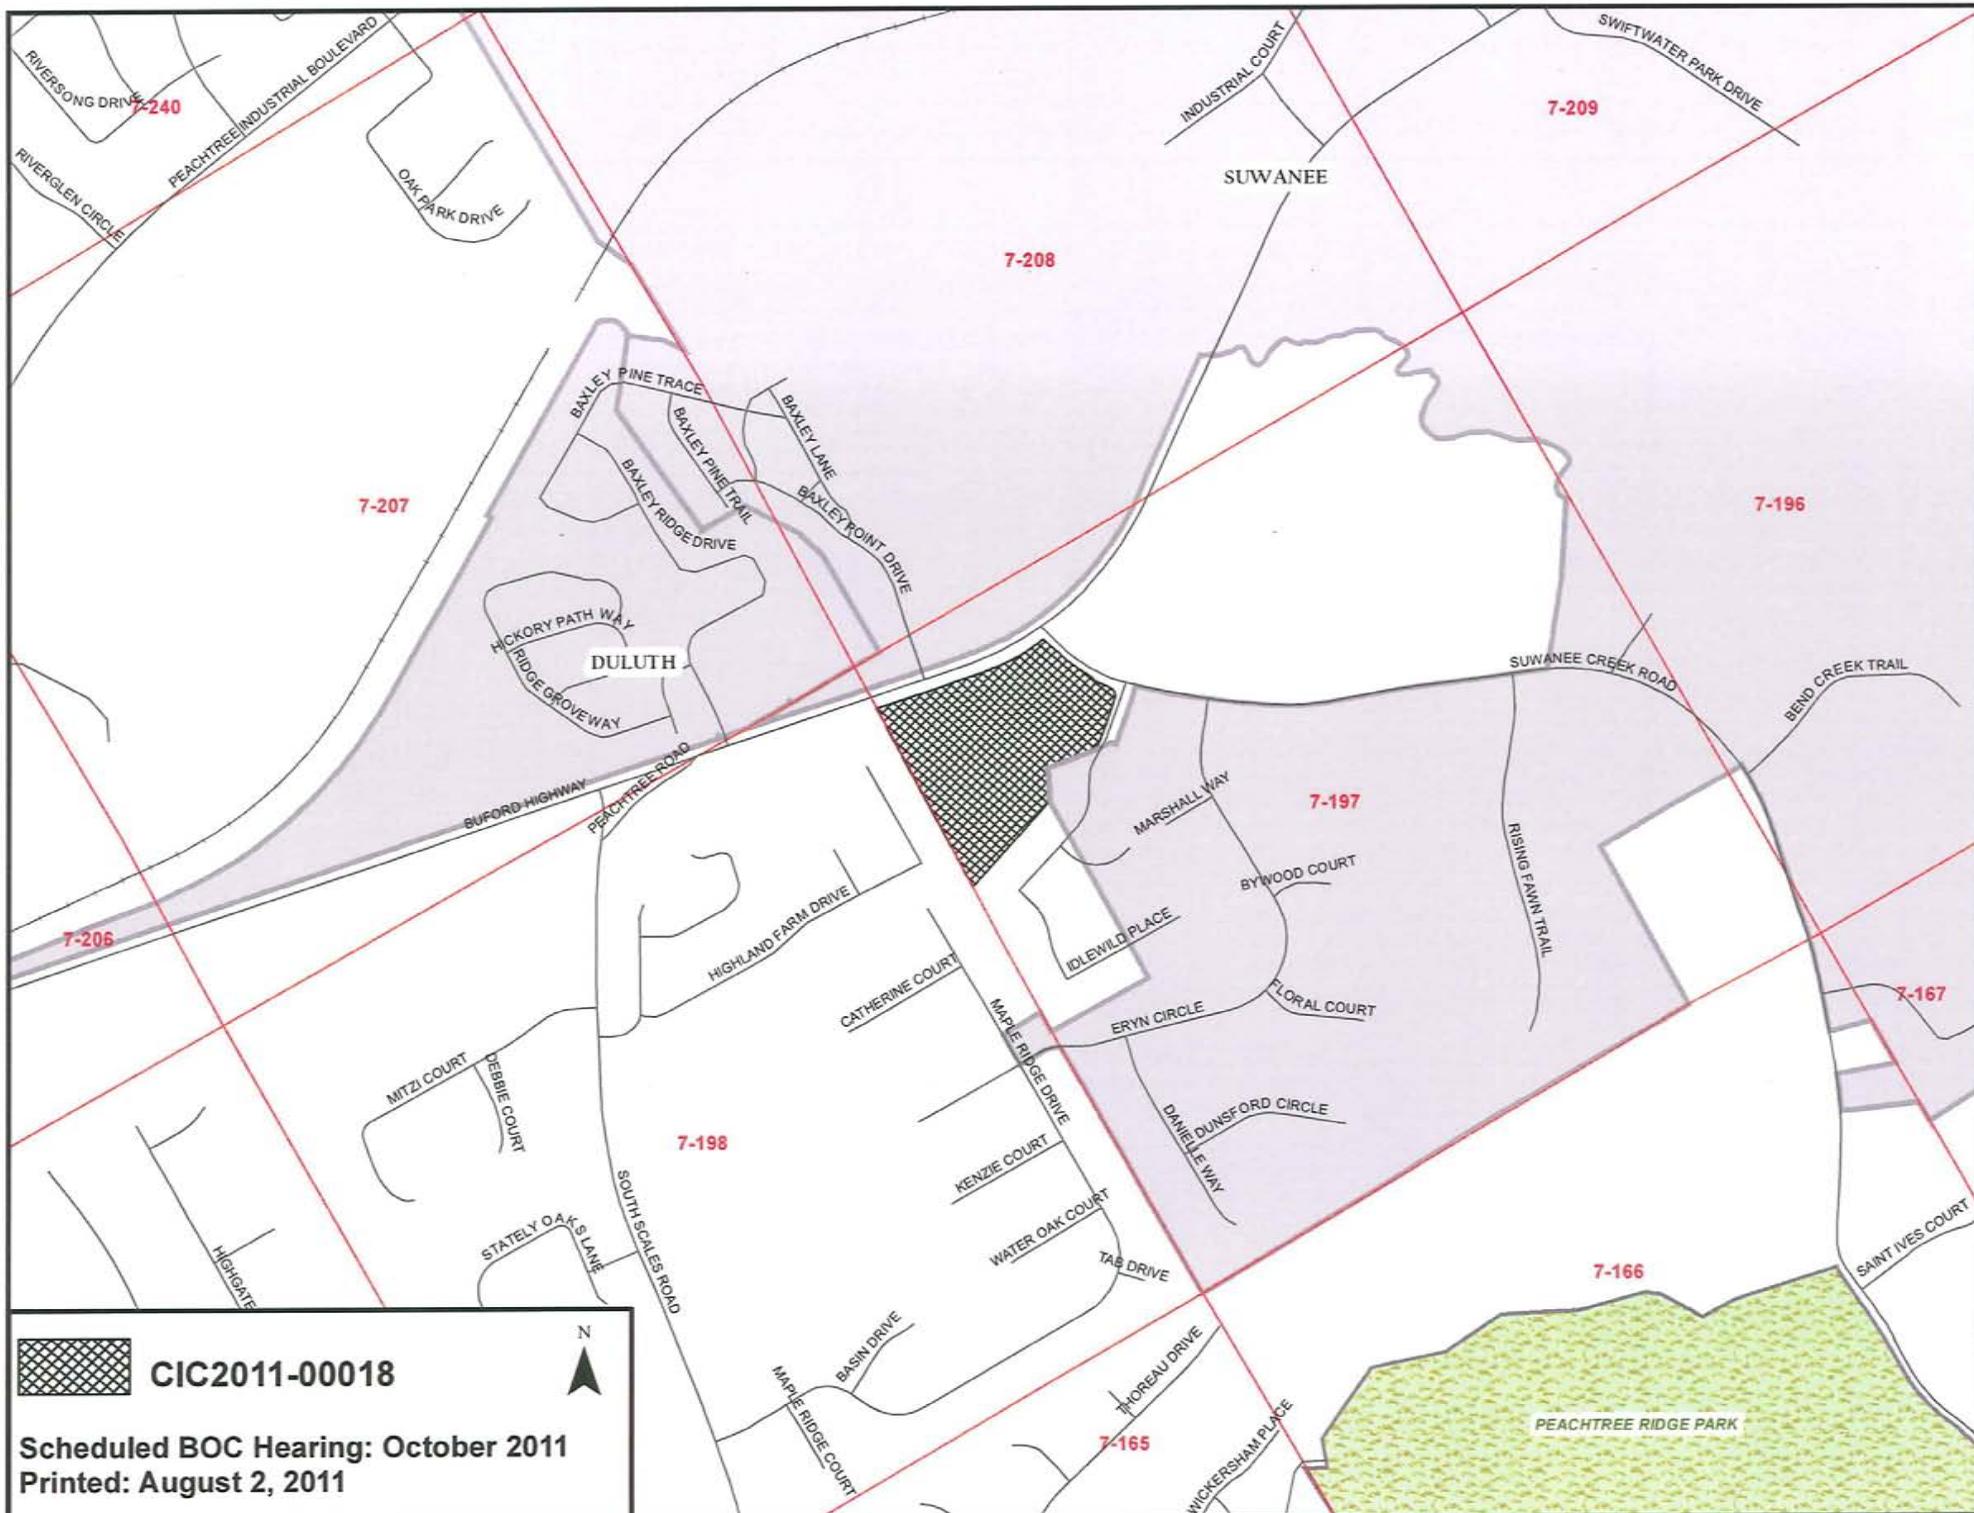 RIVERSONG DRIVE
7-240
PEACHTREE INDUSTRIAL BOULEVARD
RIVERGLEN CIRCLE
OAK PARK DRIVE
INDUSTRIAL COURT
SWIFTWATER PARK DRIVE
7-209
SUWANEE
7-208
BAXLEY PINE TRACE
BAXLEY LANE
BAXLEY PINE TRAIL
BAXLEY RIDGE DRIVE
BAXLEY POINT DRIVE
7-207
7-196
HICKORY PATH WAY
DULUTH
RIDGE GROVEWAY
SUWANEE CREEK ROAD
BEND CREEK TRAIL
PEACHTREE ROAD
BUFORD HIGHWAY
MARSHALL WAY
7-197
RISING FAWN TRAIL
BYWOOD COURT
7-206
HIGHLAND FARM DRIVE
IDLEWILD PLACE
CATHERINE COURT
FLORAL COURT
7-167
ERYN CIRCLE
MAPLE RIDGE DRIVE
MITZI COURT
DEBBIE COURT
7-198
DUNSFORD CIRCLE
DANIELLE WAY
KENZIE COURT
WATER OAK COURT
STATELY OAKS LANE
SOUTH SCALES ROAD
HIGHGATE
TAB DRIVE
7-166
SAINT IVES COURT
BASIN DRIVE
MAPLE RIDGE COURT
THOREAU DRIVE
7-165
WICKERSHAM PLACE
PEACHTREE RIDGE PARK
N
CIC2011-00018
Scheduled BOC Hearing: October 2011
Printed: August 2, 2011